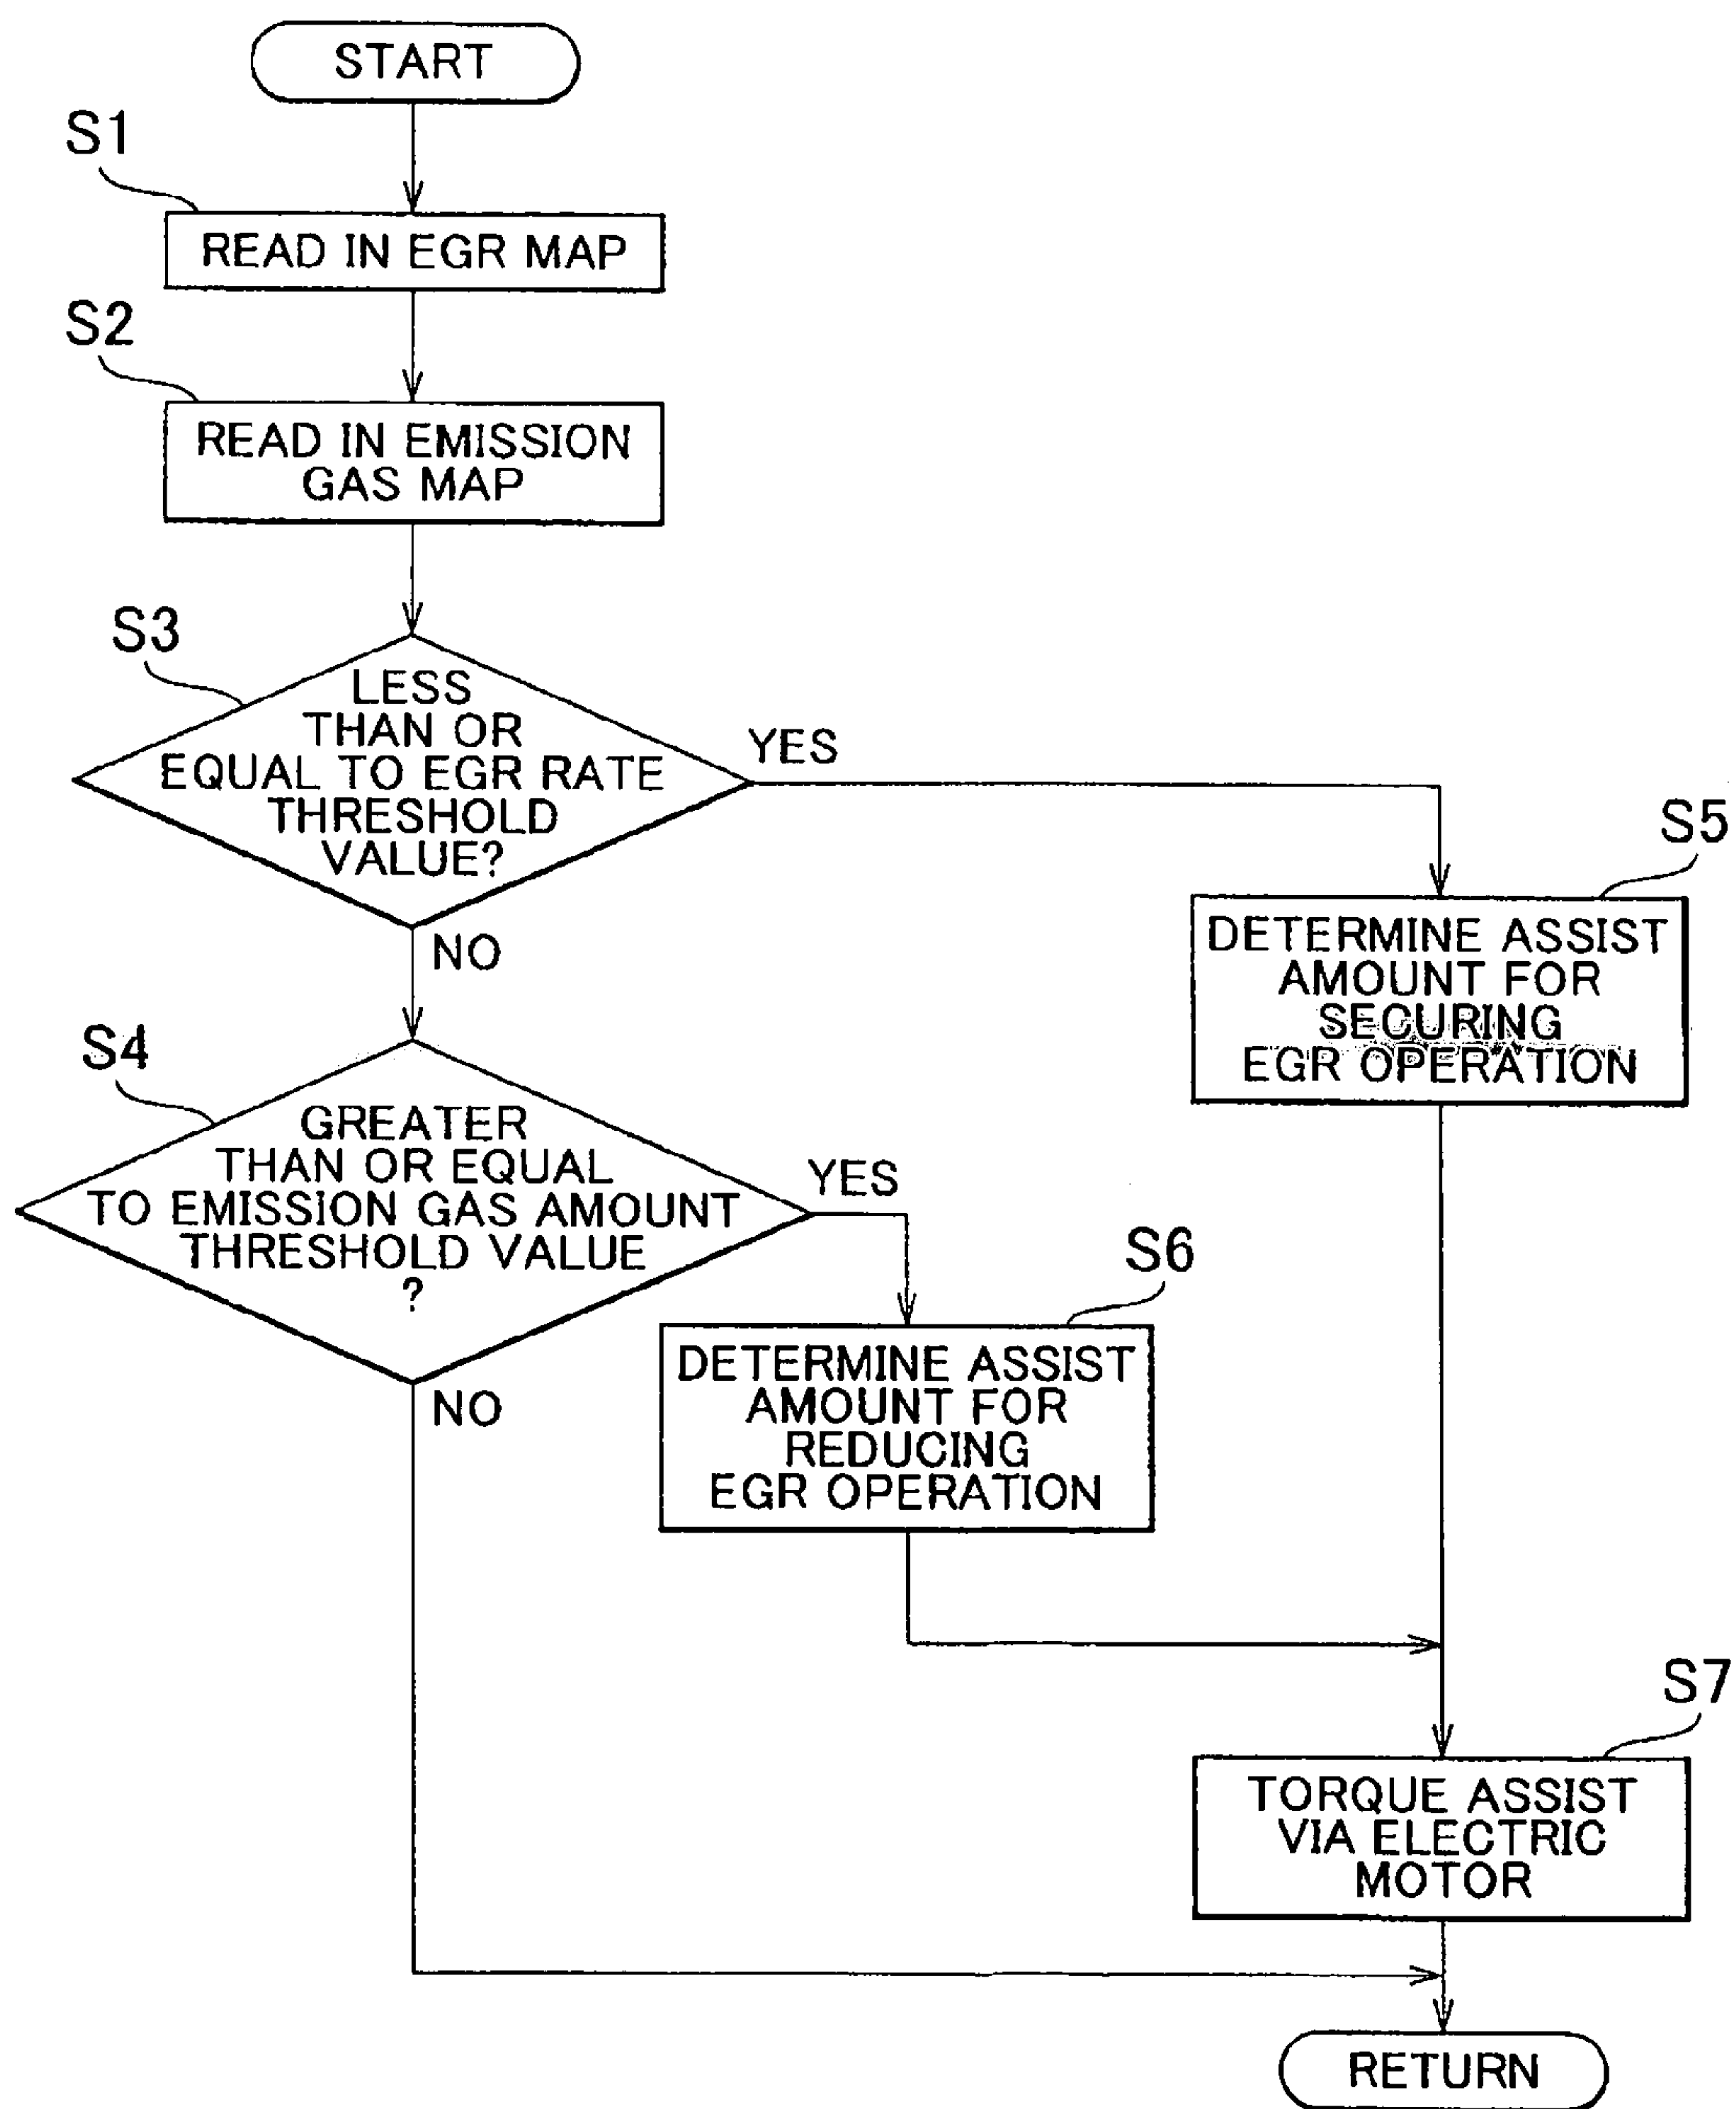 START
S1
READ IN EGR MAP
S2
READ IN EMISSION
GAS MAP
S3
LESS
THAN OR
EQUAL TO EGR RATE
THRESHOLD
VALUE?
YES
NO
S5
DETERMINE ASSIST
AMOUNT FOR
SECURING
EGR OPERATION
S4
GREATER
THAN OR EQUAL
TO EMISSION GAS AMOUNT
THRESHOLD VALUE
?
YES
NO
S6
DETERMINE ASSIST
AMOUNT FOR
REDUCING
EGR OPERATION
S7
TORQUE ASSIST
VIA ELECTRIC
MOTOR
RETURN